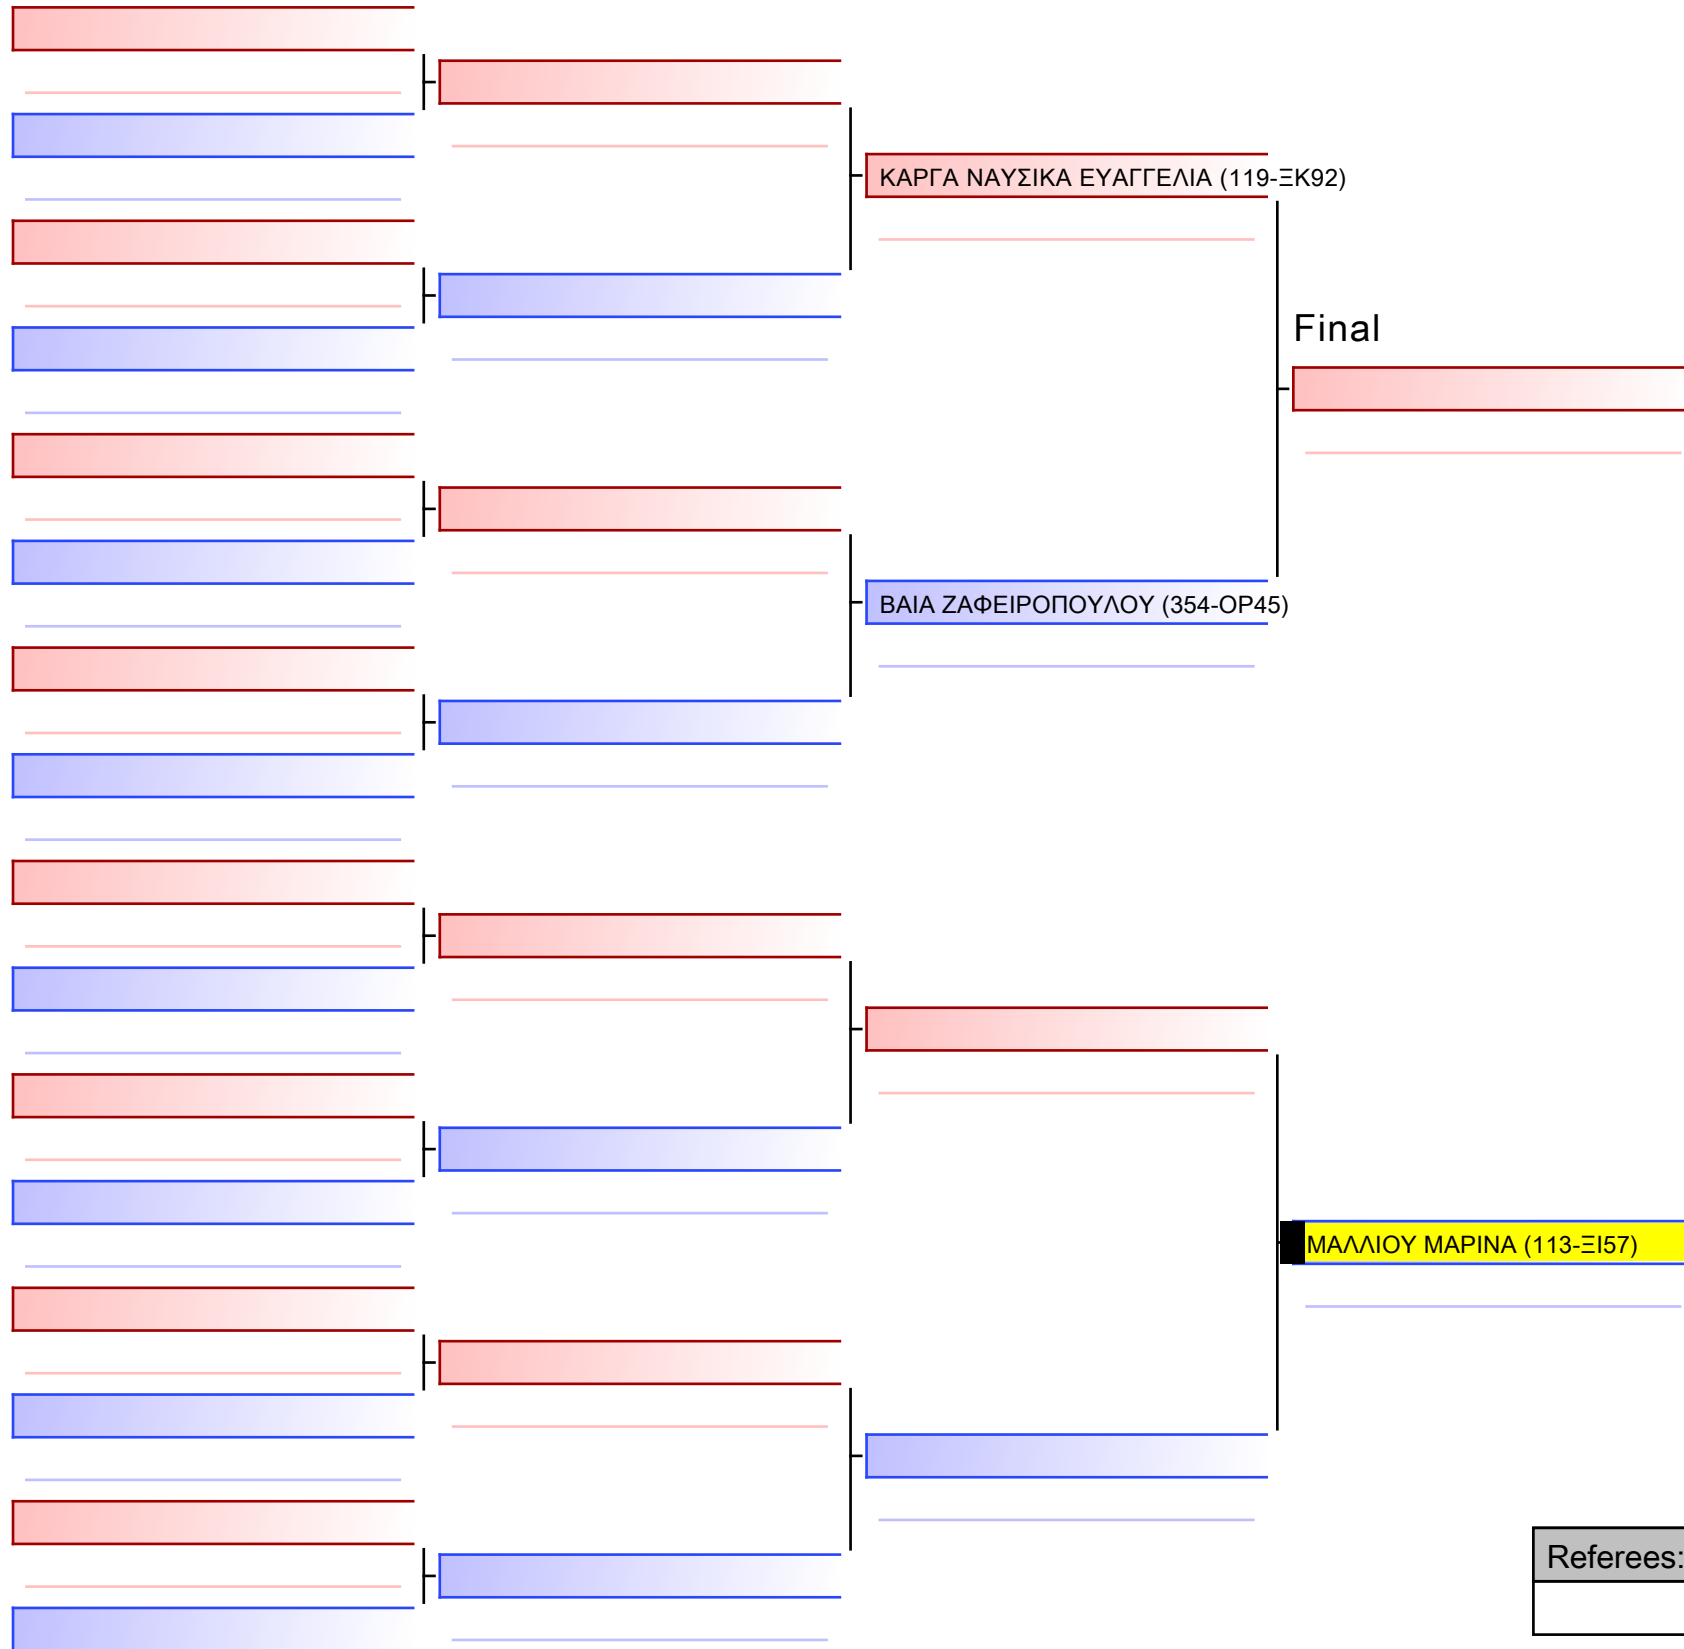 ΚΑΡΓΑ ΝΑΥΣΙΚΑ ΕΥΑΓΓΕΛΙΑ (119-ΞΚ92)
Final
ΒΑΙΑ ΖΑΦΕΙΡΟΠΟΥΛΟΥ (354-ΟΡ45)
ΜΑΛΛΙΟΥ ΜΑΡΙΝΑ (113-ΞΙ57)
Referees: